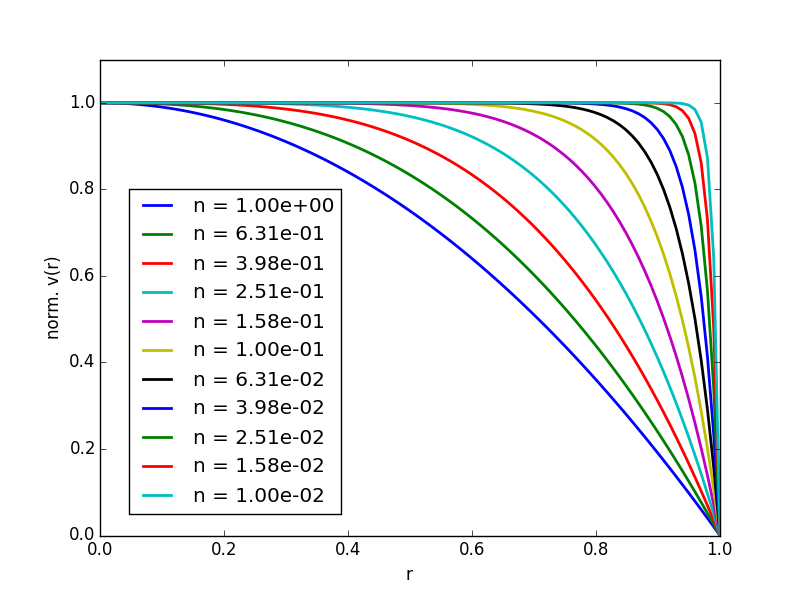 1.0
0.8
0.6
0.4
0.2
0.0
norm. v(r)
n = 1.00e+00
n = 6.31e-01
n = 3.98e-01
n = 2.51e-01
n = 1.58e-01
n = 1.00e-01
n = 6.31e-02
n = 3.98e-02
n = 2.51e-02
n = 1.58e-02
n = 1.00e-02
0.0 0.2 0.4 0.6 0.8 1.0
r